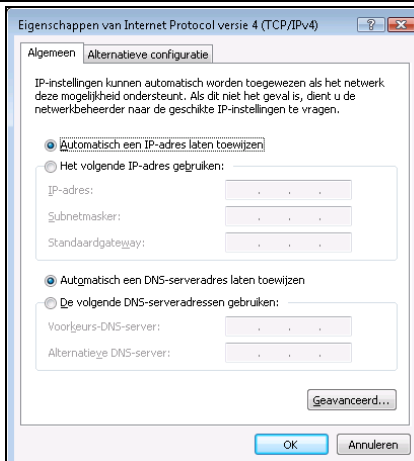 Eigenschappen van Internet Protocol versie 4 (TCP/IPv4)
Algemeen
Alternatieve configuratie
IP-instellingen kunnen automatisch worden toegewezen als het netwerk
deze mogelijkheid ondersteunt. Als dit niet het geval is, dient u de
netwerkbeheerder naar de geschikte IP-instellingen te vragen.
Automatisch een IP-adres laten toewijzen
Het volgende IP-adres gebruiken:
IP-adres:
Subnetmasker:
Standaardgateway:
Automatisch een DNS-serveradres laten toewijzen
De volgende DNS-serveradressen gebruiken:
Voorkeurs-DNS-server:
Alternatieve DNS-server:
Geavanceerd...
OK
Annuleren